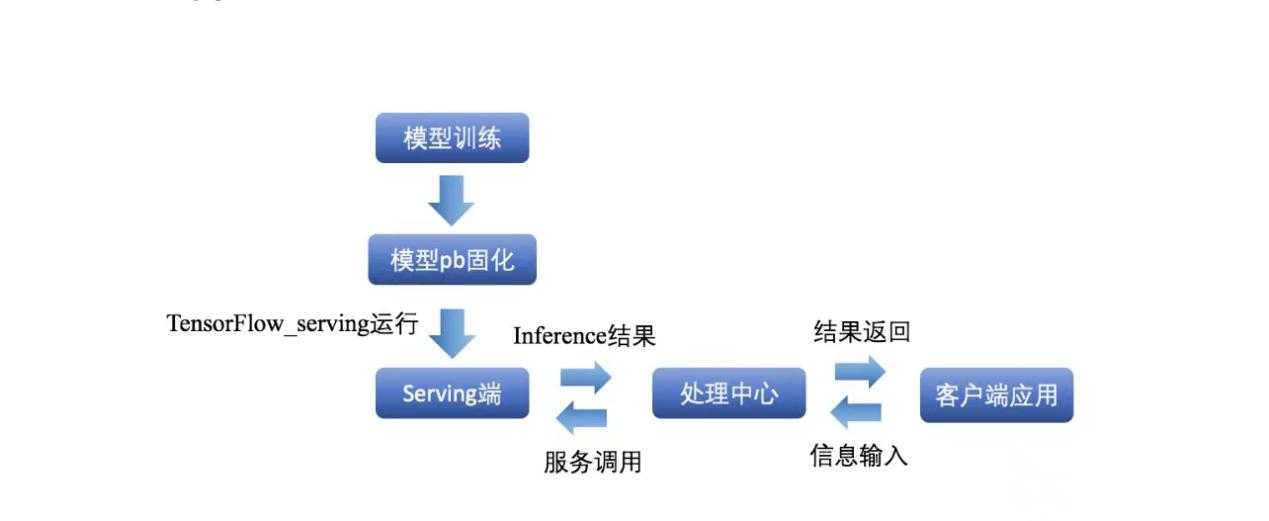 模型训练
模型pb固化
TensorFlow_serving运行
Inference结果
结果返回
Serving端
处理中心
客户端应用
服务调用
信息输入